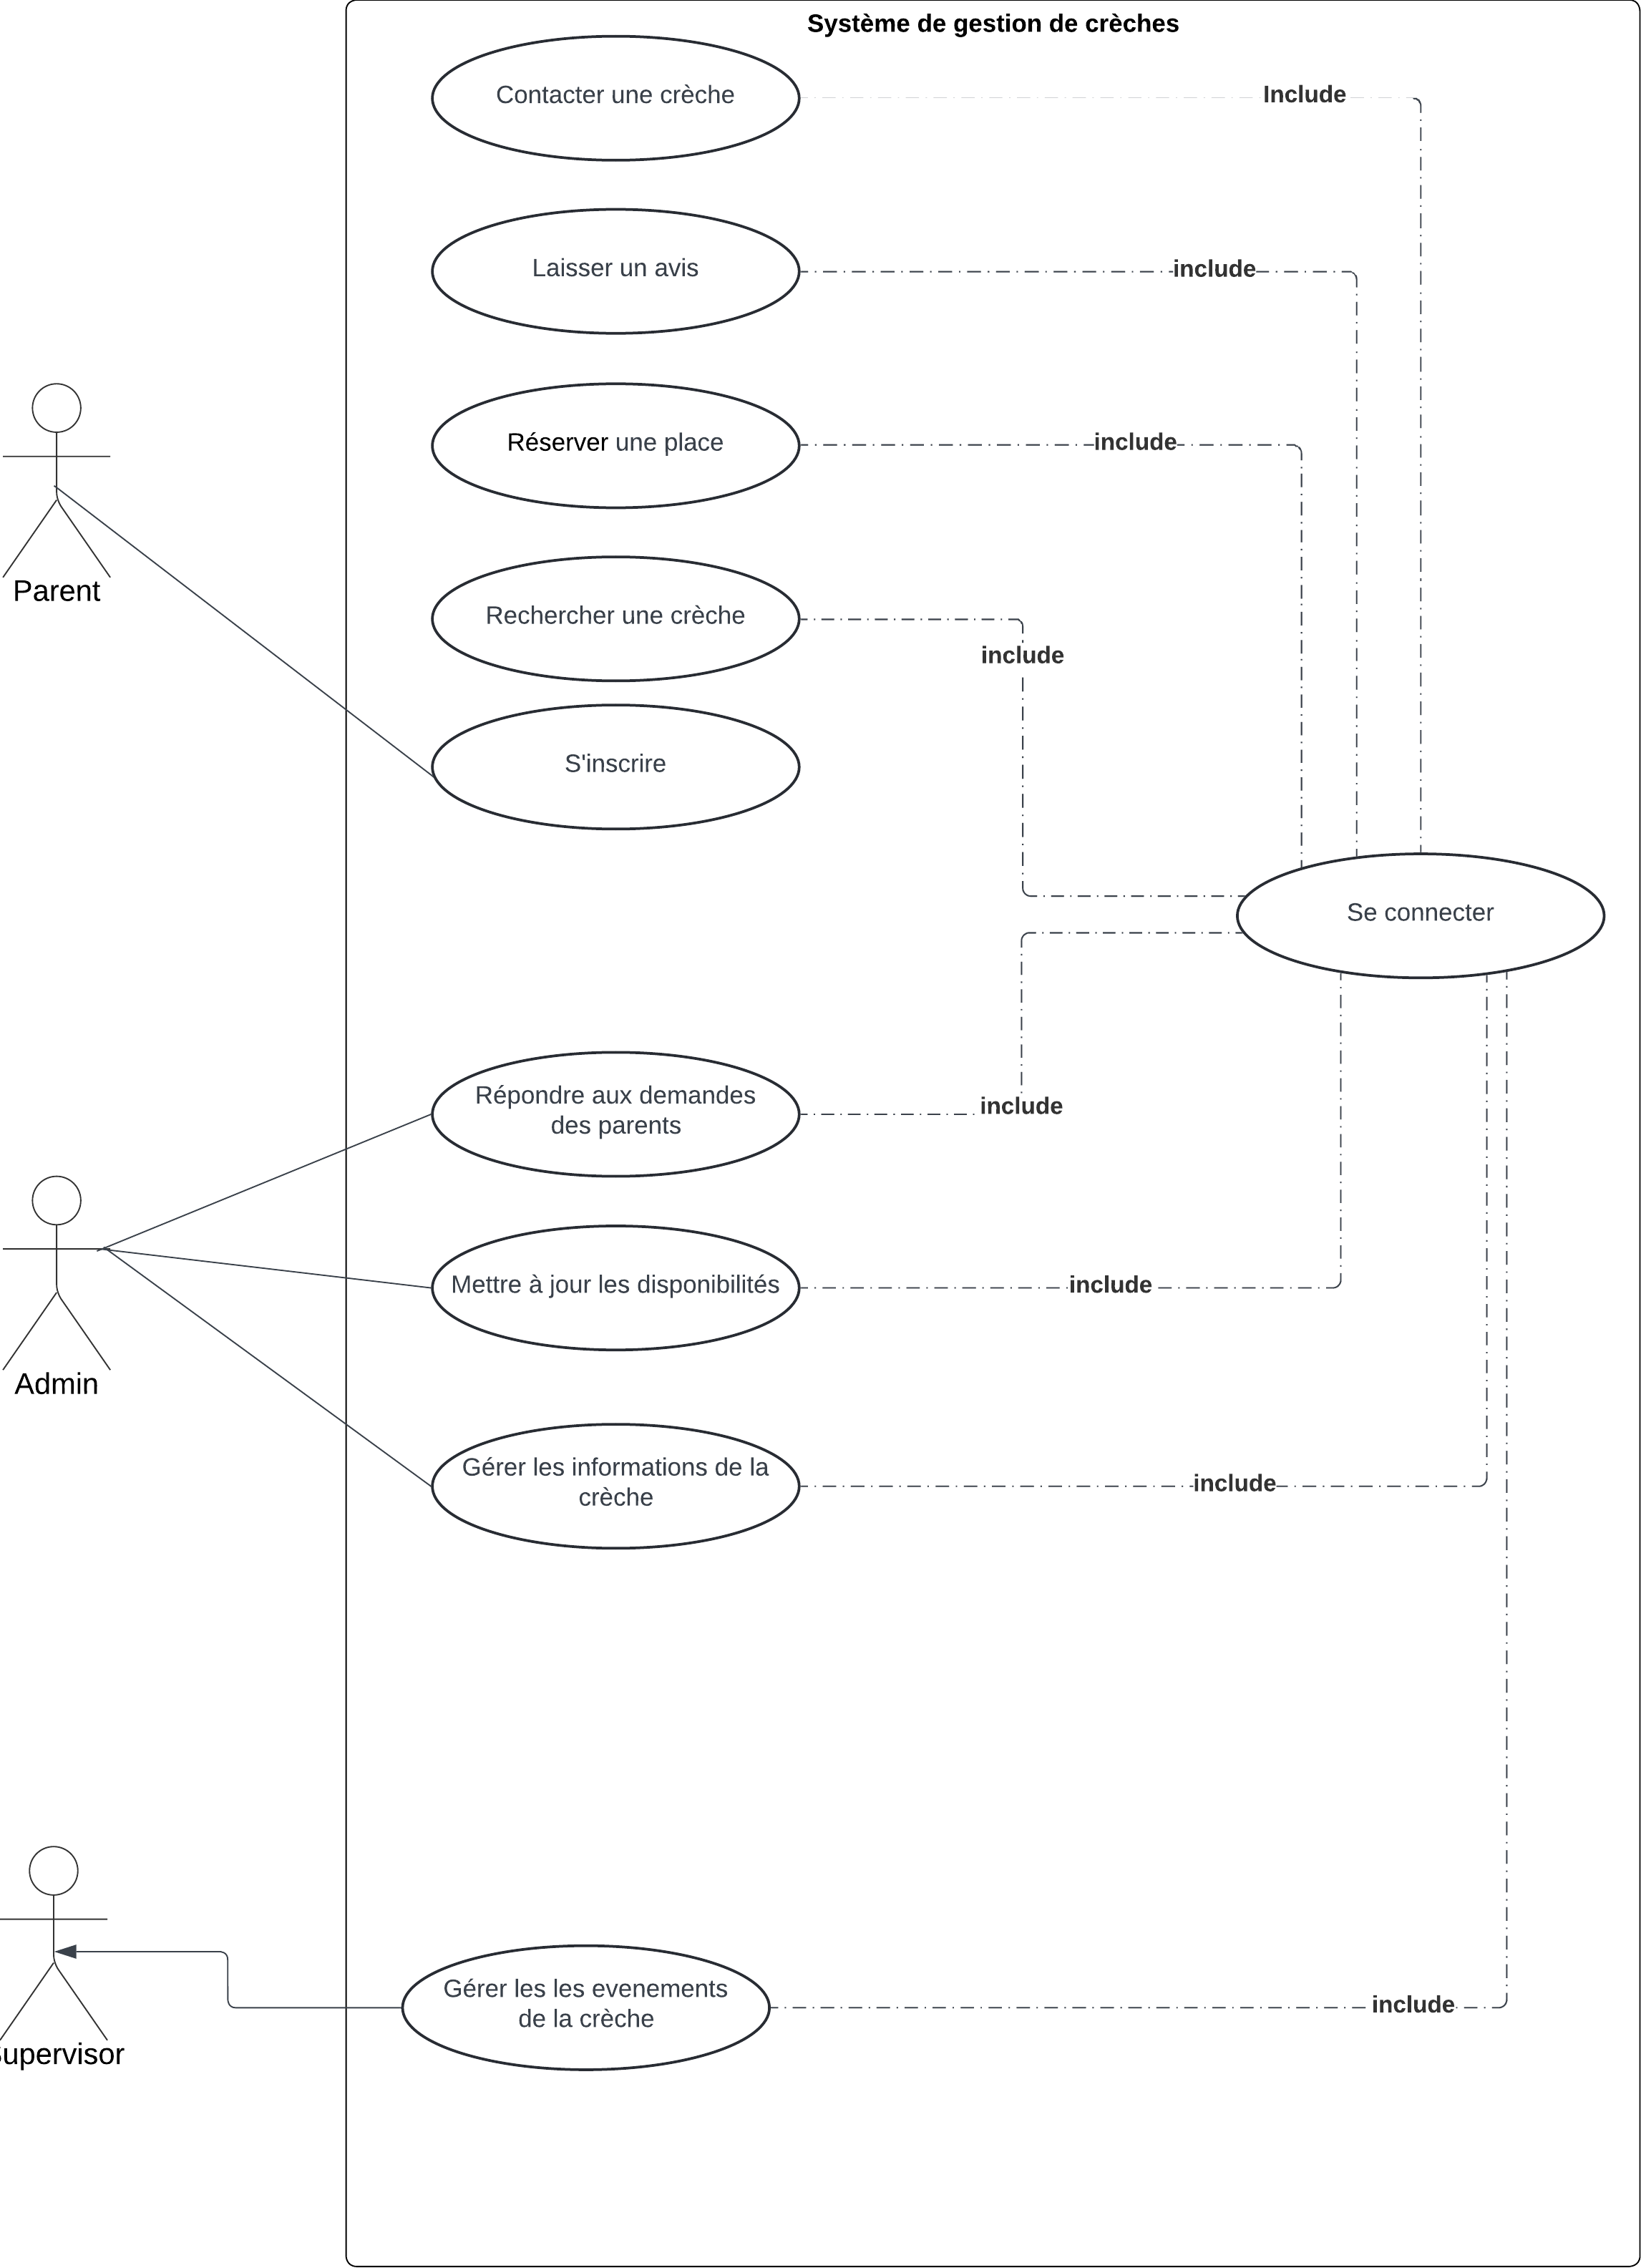 Système de gestion de crèches
Contacter une crèche
Include
Laisser un avis
include
Réserver une place
include
Parent
Rechercher une crèche
include
S'inscrire
Se connecter
Répondre aux demandes
des parents
include
Admin
Mettre à jour les disponibilités
include
Gérer les informations de la
crèche
include
Supervisor
Gérer les les evenements
de la crèche
include